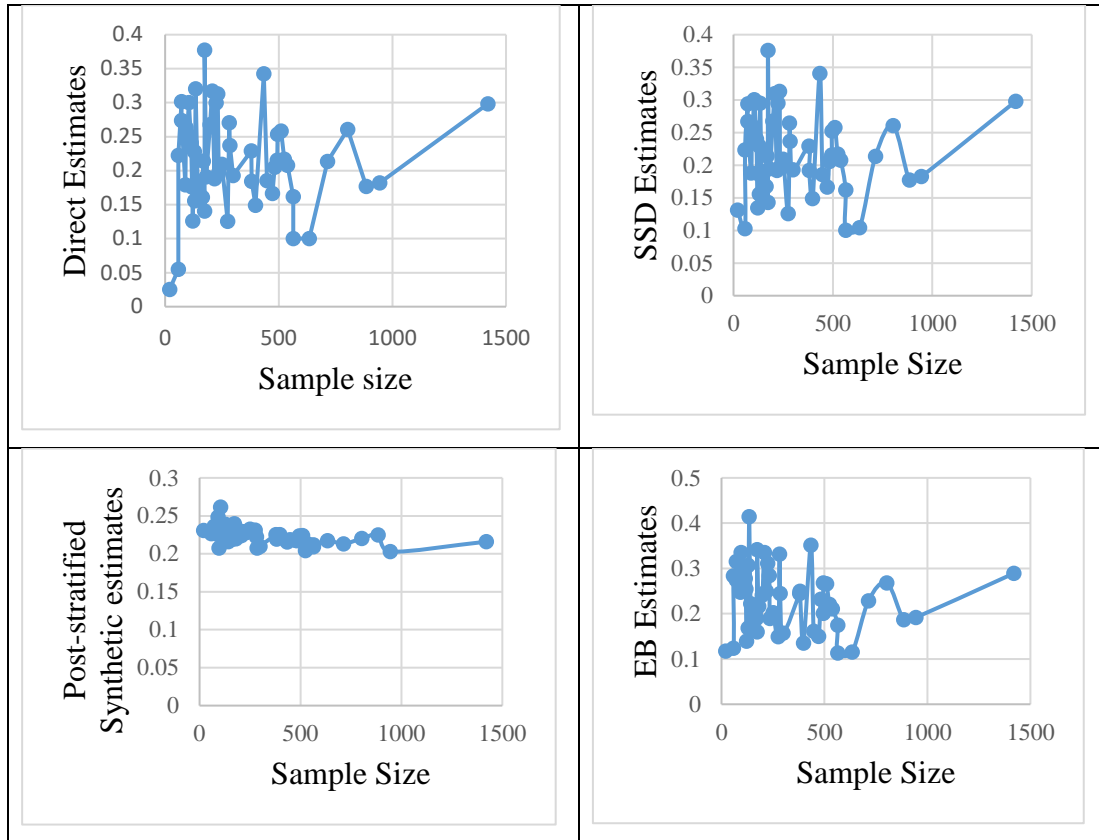 0.4
0.35
0.3
0.25
0.2
0.15
0.1
0.05
0
Direct Estimates
0 500 1000 1500
Sample size
0.4
0.35
0.3
0.25
0.2
0.15
0.1
0.05
0
SSD Estimates
0 500 1000 1500
Sample Size
0.3
0.25
0.2
0.15
0.1
0.05
0
Post-stratified
Synthetic estimates
0 500 1000 1500
Sample Size
0.5
0.4
0.3
0.2
0.1
0
EB Estimates
0 500 1000 1500
Sample Size